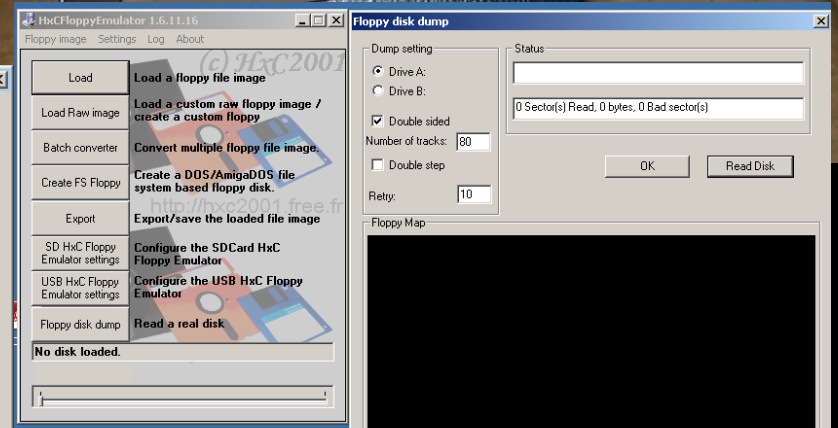 HxCFloppyEmulator 1.6.11.16
Floppy image Settings Log About
(c) HxC2001
Load
Load a floppy file image
Load Raw image
Load a custom raw floppy image /
create a custom floppy
Batch converter
Convert multiple floppy file image.
Create FS Floppy
Create a DOS/AmigaDOS file
system based floppy disk.
http://hxc2001.free.fr
Export
Export/save the loaded file image
SD HxC Floppy
Emulator settings
Configure the SDCard HxC
Floppy Emulator
USB HxC Floppy
Emulator settings
Configure the USB HxC Floppy
Emulator
Floppy disk dump
Read a real disk
No disk loaded.
Floppy disk dump
Dump setting
Drive A:
Drive B:
Double sided
Number of tracks: 80
Double step
Retry: 10
Status
0 Sector(s) Read, 0 bytes, 0 Bad sector(s)
OK
Read Disk
Floppy Map